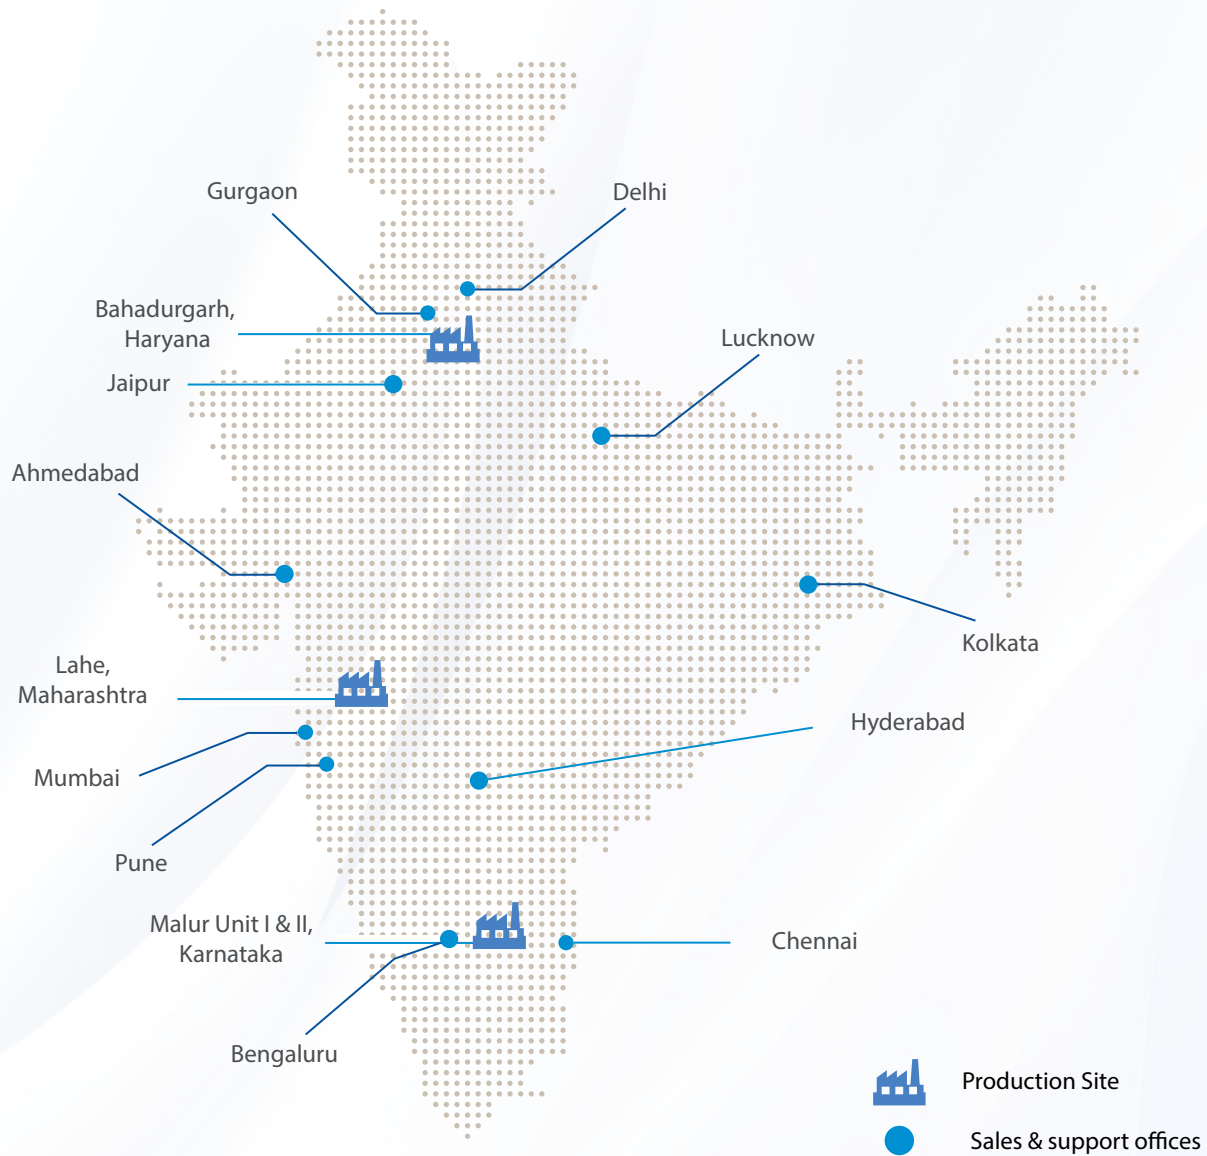 Gurgaon
Delhi
Bahadurgarh,
Haryana
Lucknow
Jaipur
Ahmedabad
Kolkata
Lahe,
Maharashtra
Hyderabad
Mumbai
Pune
Malur Unit I & II,
Karnataka
Chennai
Bengaluru
Production Site
Sales & support offices